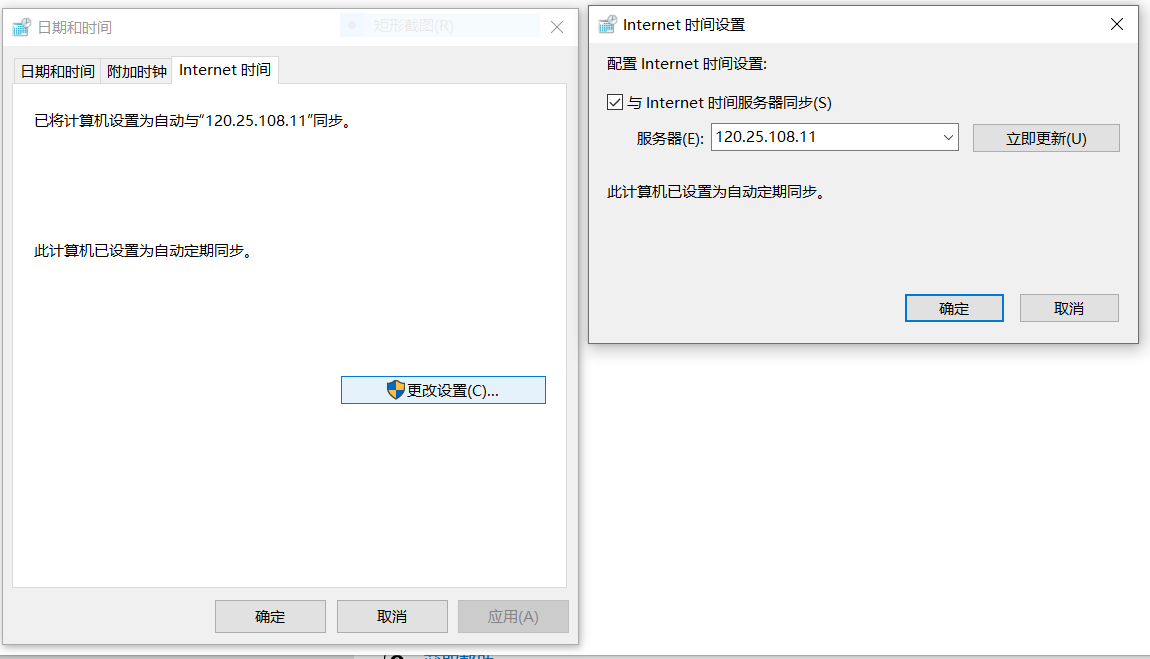 日期和时间
矩形截图(R)
日期和时间 附加时钟 Internet 时间
已将计算机设置为自动与“120.25.108.11”同步。
此计算机已设置为自动定期同步。
更改设置(C)...
确定 取消 应用(A)
Internet 时间设置
配置 Internet 时间设置:
与 Internet 时间服务器同步(S)
服务器(E): 120.25.108.11 立即更新(U)
此计算机已设置为自动定期同步。
确定 取消